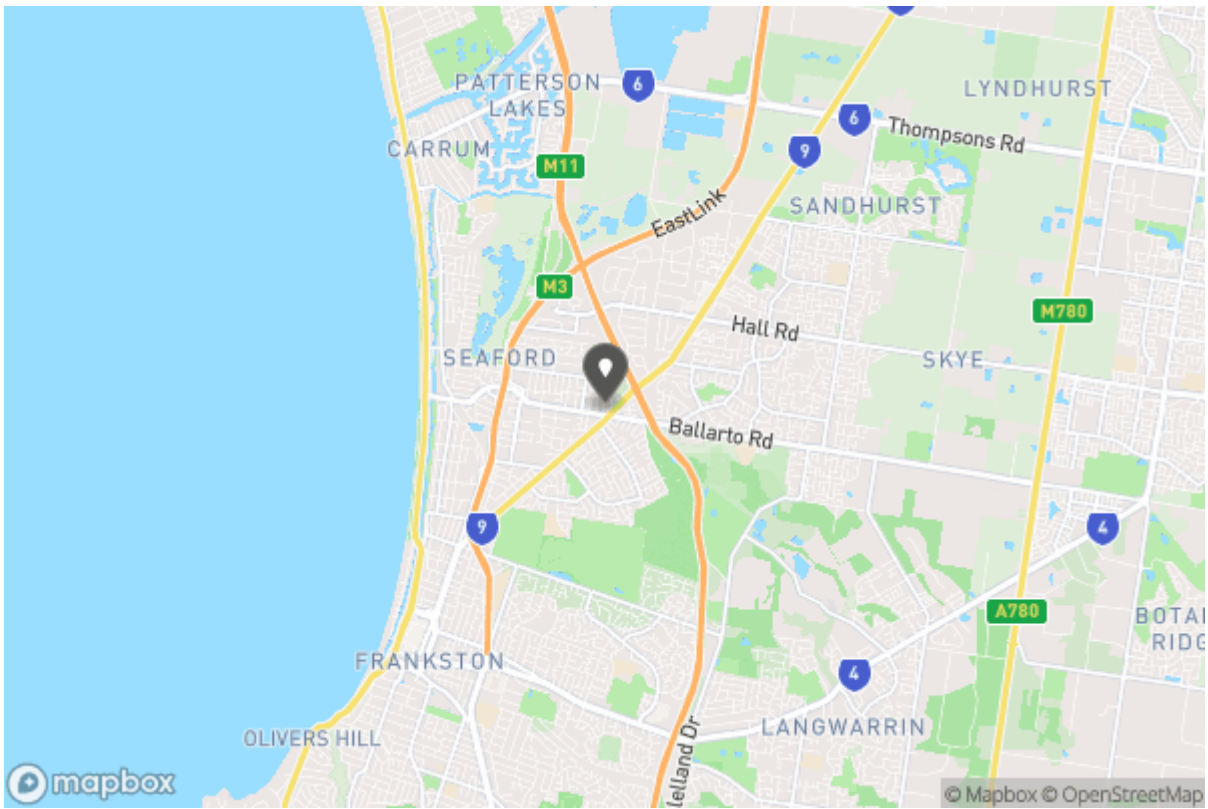 PATTERSON
LAKES
6
LYNDHURST
6
Thompsons Rd
CARRUM
9
M11
SANDHURST
EastLink
M3
M780
Hall Rd
SEAFORD
SKYE
Ballarto Rd
9
4
A780
BOTA
RIDG
FRANKSTON
4
LANGWARRIN
OLIVERS HILL
lelland Dr
mapbox
© Mapbox © OpenStreetMap